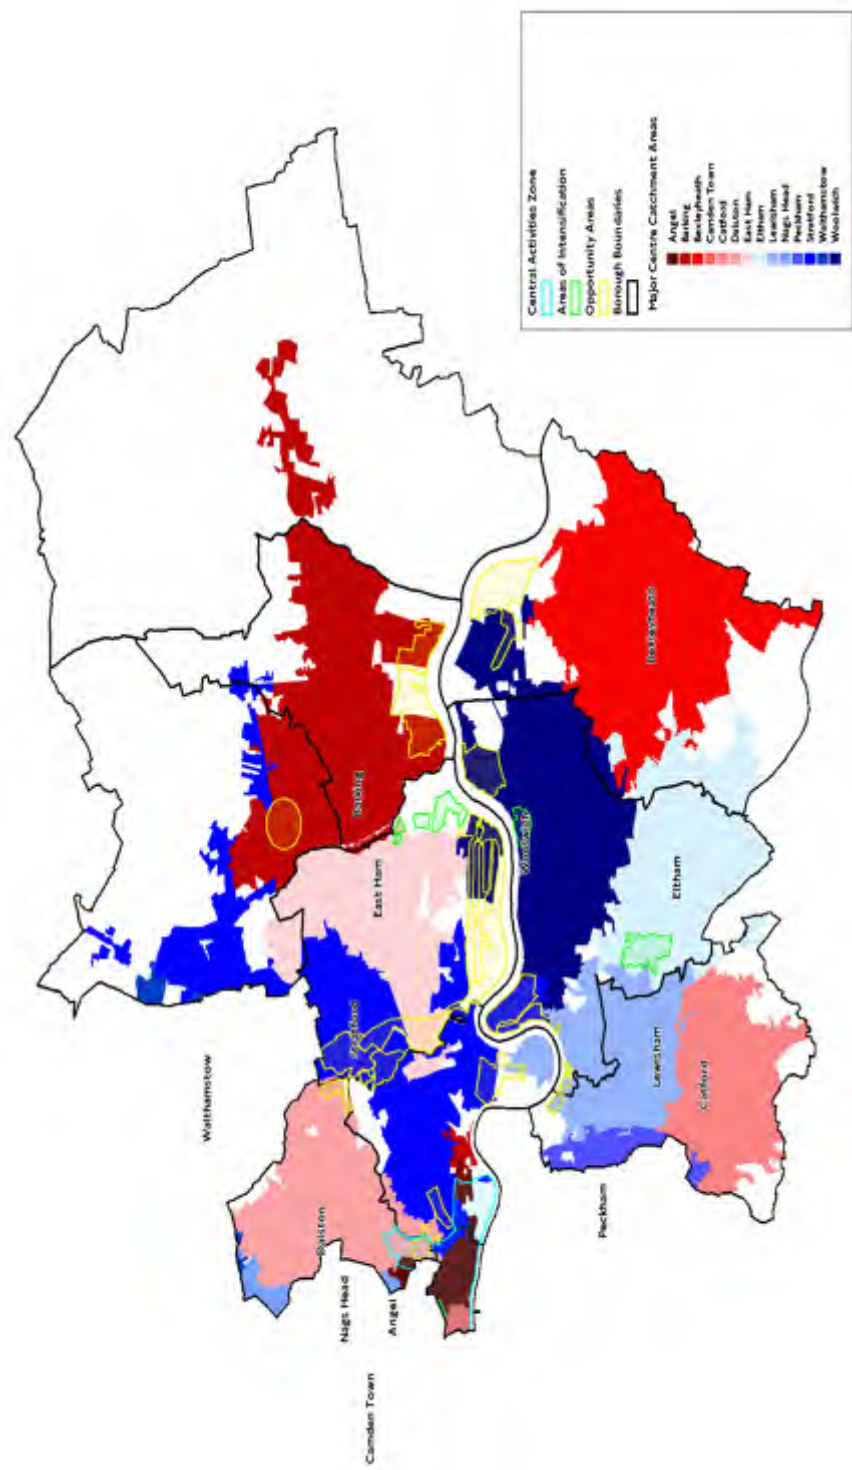 Walthamstow
Dalston
Nags Head
Angel
Camden Town
Stratford
East Ham
Barking
Woolwich
Bexleyheath
Eltham
Lewisham
Catford
Peckham
Central Activities Zone
Areas of Intensification
Opportunity Areas
Borough Boundaries
Major Centre Catchment Areas
Angel
Barking
Bexleyheath
Camden Town
Catford
Dalston
East Ham
Eltham
Lewisham
Nags Head
Peckham
Stratford
Walthamstow
Woolwich